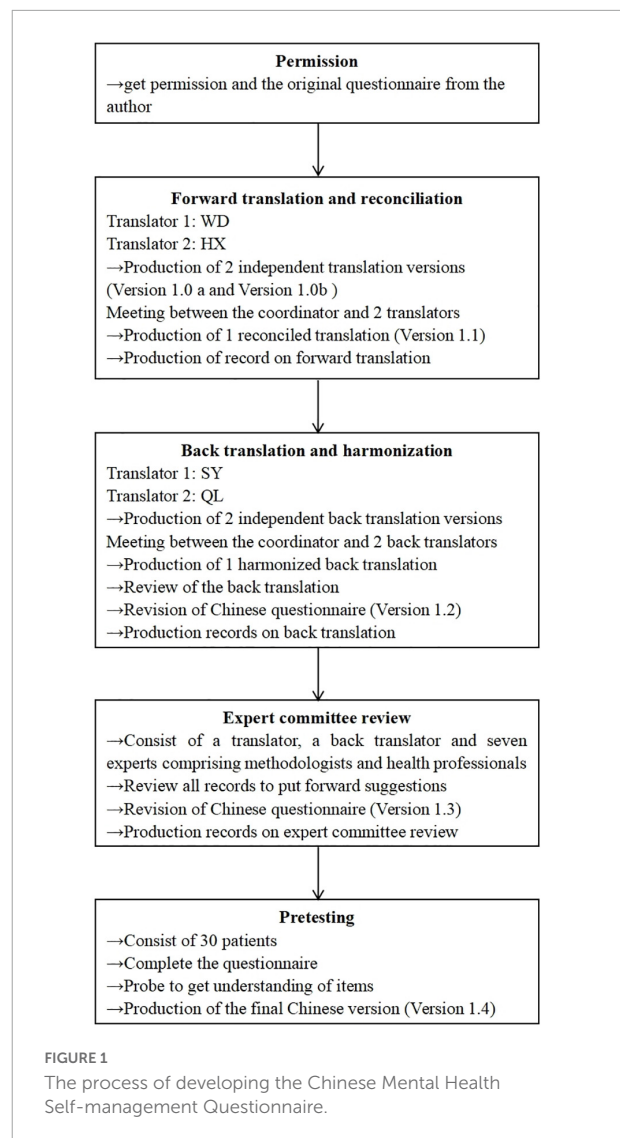 Permission
→get permission and the original questionnaire from the
author
Forward translation and reconciliation
Translator 1: WD
Translator 2: HX
→Production of 2 independent translation versions
(Version 1.0 a and Version 1.0b )
Meeting between the coordinator and 2 translators
→Production of 1 reconciled translation (Version 1.1)
→Production of record on forward translation
Back translation and harmonization
Translator 1: SY
Translator 2: QL
→Production of 2 independent back translation versions
Meeting between the coordinator and 2 back translators
→Production of 1 harmonized back translation
→Review of the back translation
→Revision of Chinese questionnaire (Version 1.2)
→Production records on back translation
Expert committee review
→Consist of a translator, a back translator and seven
experts comprising methodologists and health professionals
→Review all records to put forward suggestions
→Revision of Chinese questionnaire (Version 1.3)
→Production records on expert committee review
Pretesting
→Consist of 30 patients
→Complete the questionnaire
→Probe to get understanding of items
→Production of the final Chinese version (Version 1.4)
FIGURE 1
The process of developing the Chinese Mental Health
Self-management Questionnaire.